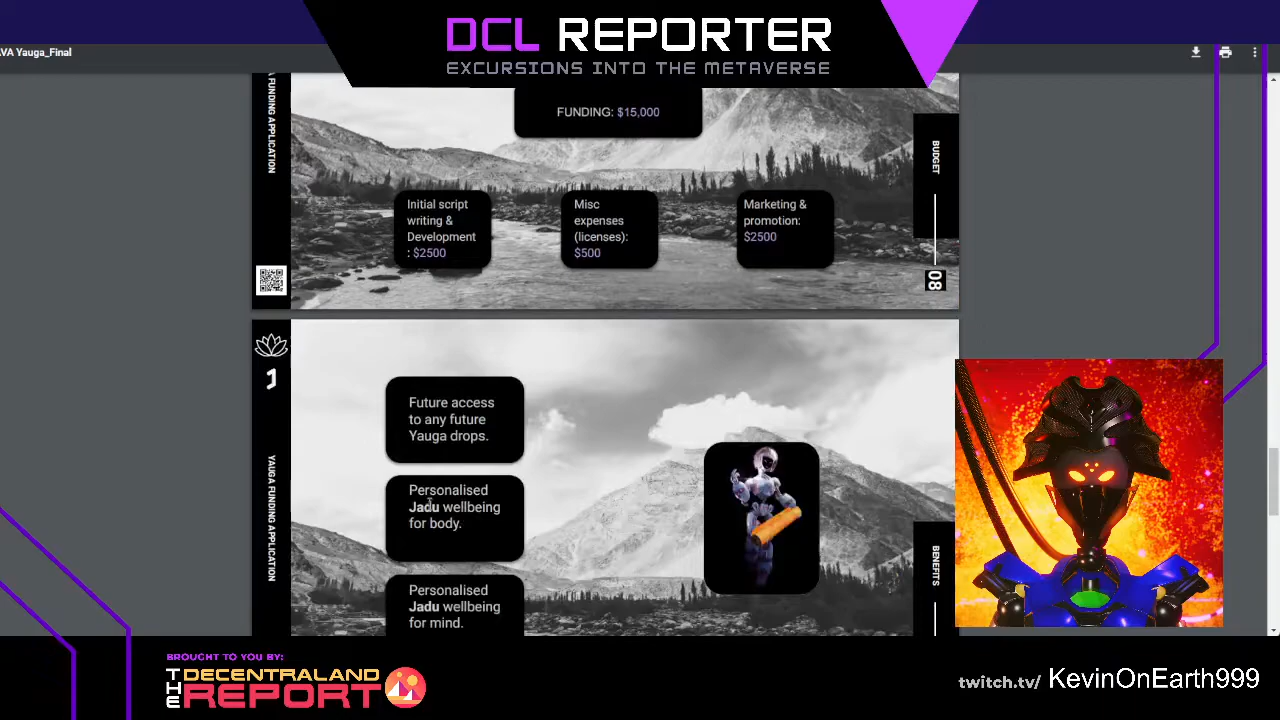 DCL REPORTER
EXCURSIONS INTO THE METAVERSE
VA Yauga_Final
FUNDING APPLICATION
FUNDING: $15,000
Initial script
writing &
Development
: $2500
Misc
expenses
(licenses):
$500
Marketing &
promotion:
$2500
BUDGET
08
YAUGA FUNDING APPLICATION
Future access
to any future
Yauga drops.
Personalised
Jadu wellbeing
for body.
Personalised
Jadu wellbeing
for mind.
BENEFITS
BROUGHT TO YOU BY:
THE
DECENTRALAND
REPORT
twitch.tv/ KevinOnEarth999